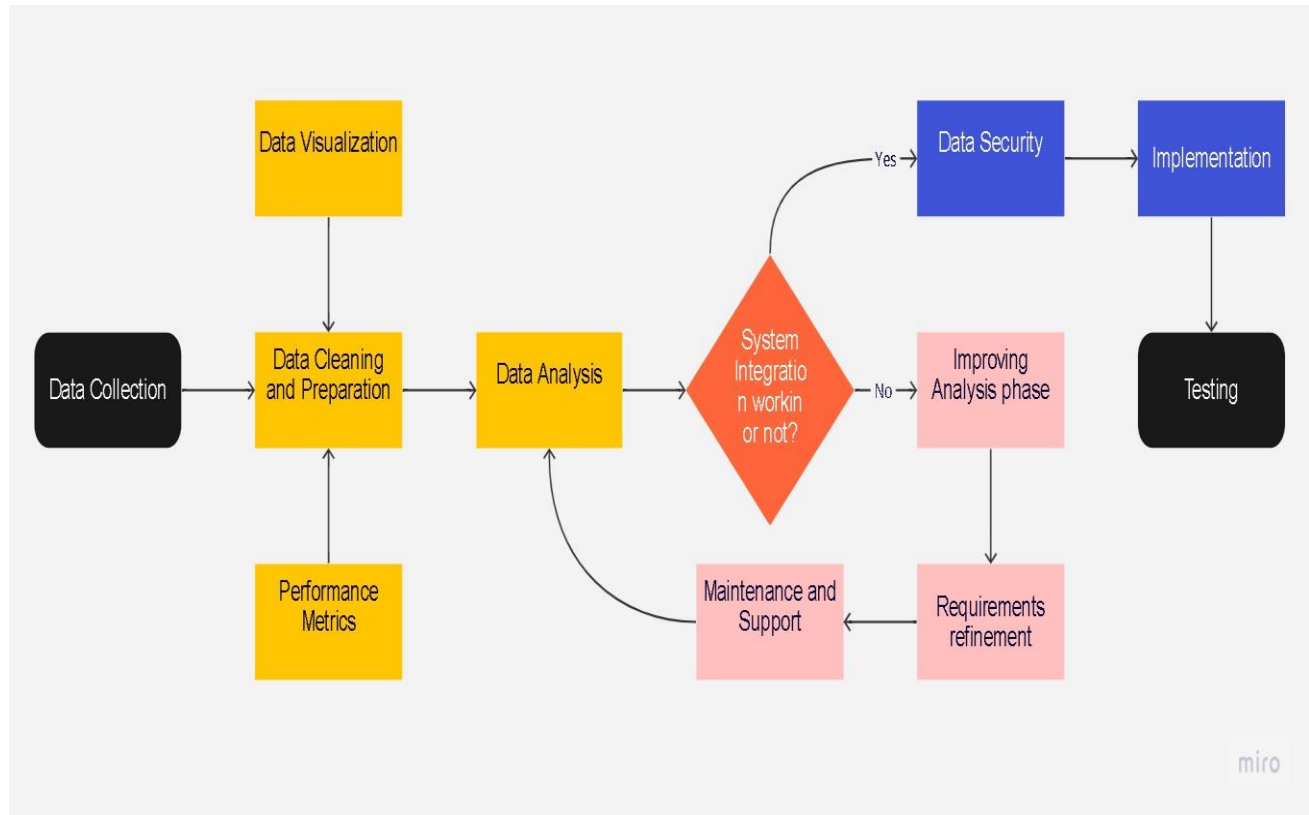 Data Visualization
Yes
Data Security
Implementation
Data Collection
Data Cleaning
and Preparation
Data Analysis
System
Integratio
n workin
or not?
No
Improving
Analysis phase
Testing
Performance
Metrics
Maintenance and
Support
Requirements
refinement
miro